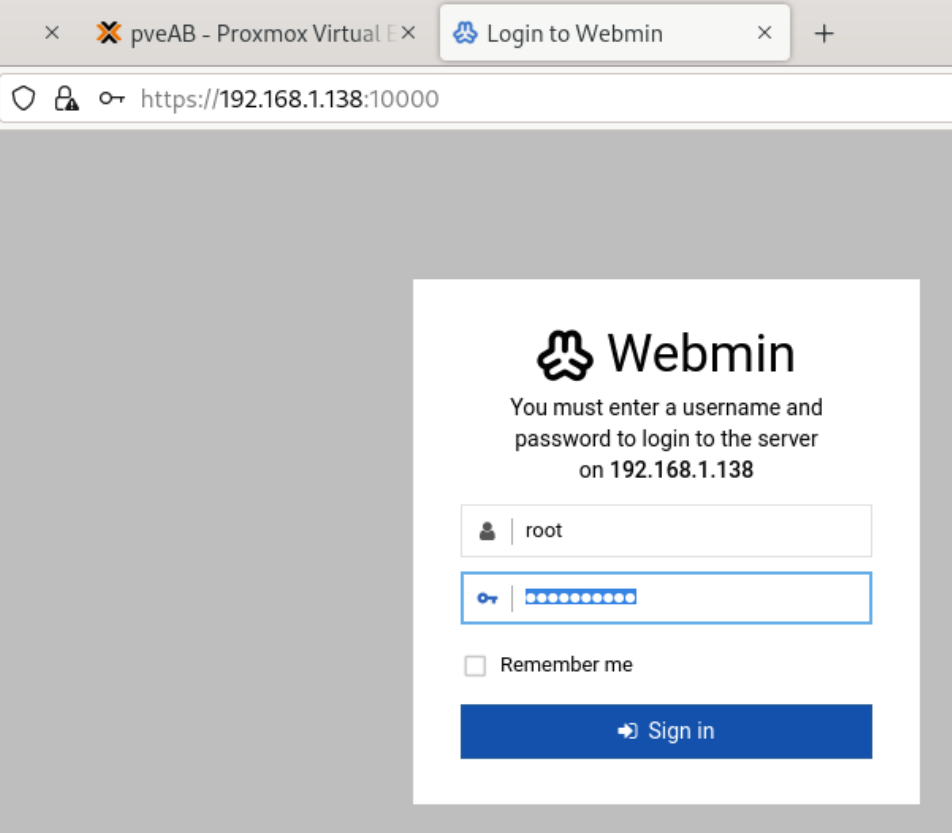 pveAB - Proxmox Virtual E
Login to Webmin
https://192.168.1.138:10000
Webmin
You must enter a username and
password to login to the server
on 192.168.1.138
root
Remember me
Sign in